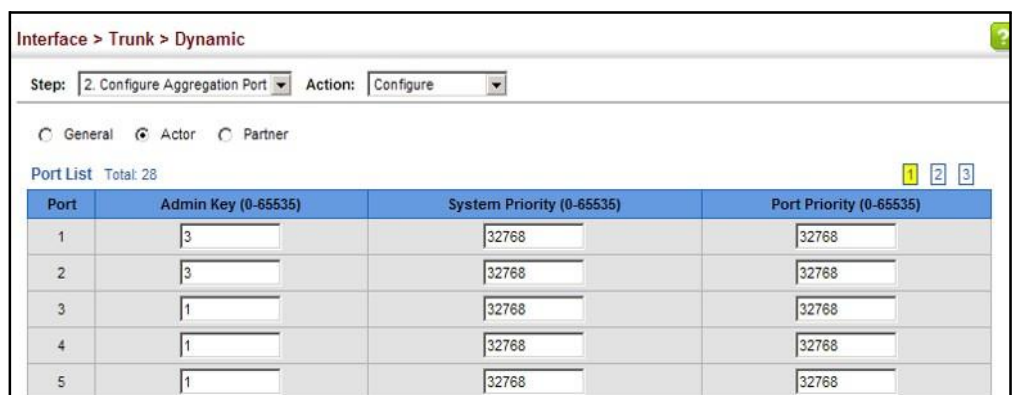 Interface > Trunk > Dynamic ?
Step: 2. Configure Aggregation Port Action: Configure
General Actor Partner
Port List Total: 28 1 2 3
Port Admin Key (0-65535) System Priority (0-65535) Port Priority (0-65535)
1 3 32768 32768
2 3 32768 32768
3 1 32768 32768
4 1 32768 32768
5 1 32768 32768